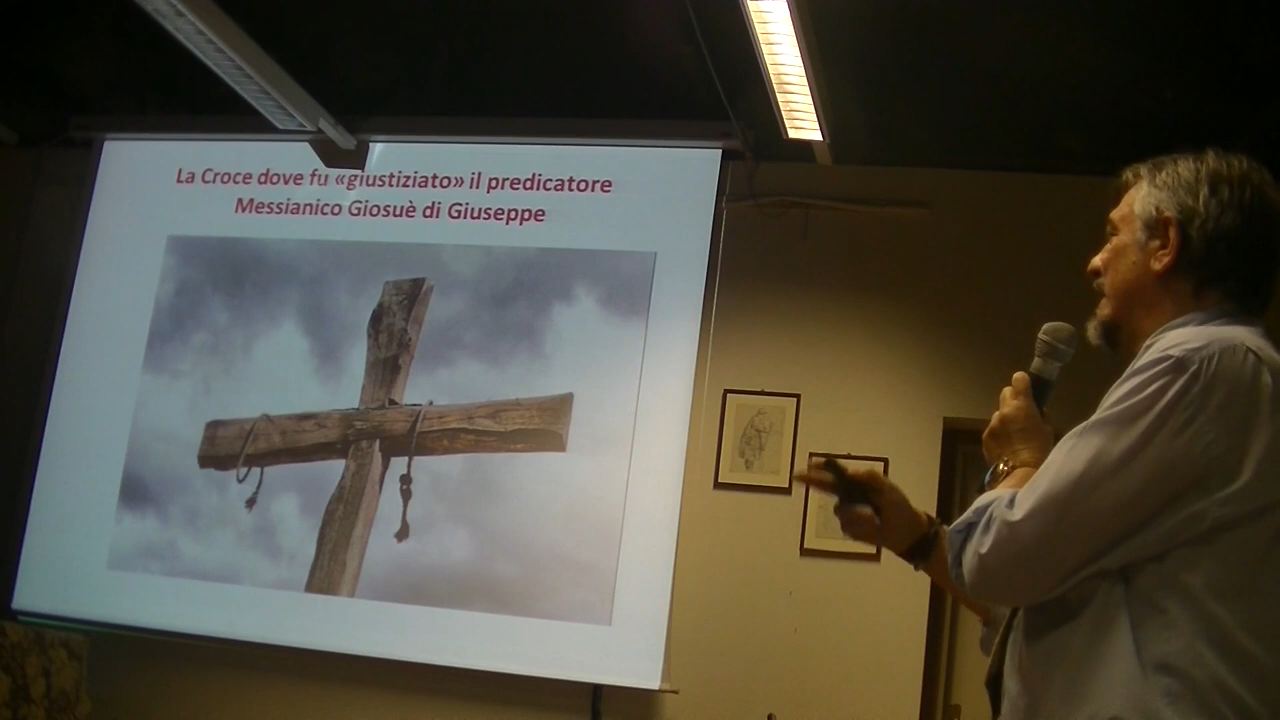 La Croce dove fu «giustiziato» il predicatore
Messianico Giosuè di Giuseppe